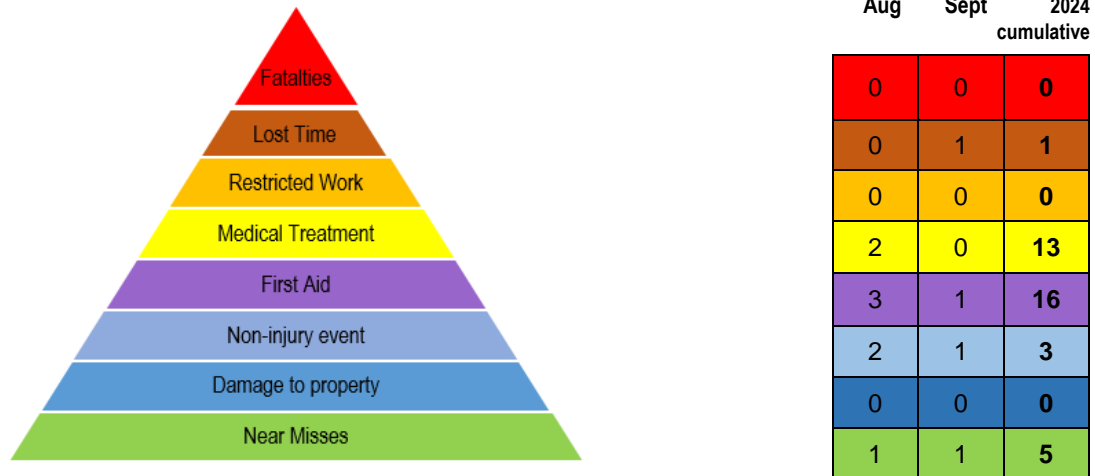 Aug Sept 2024
cumulative
Fatalties
0 0 0
Lost Time
0 1 1
Restricted Work
0 0 0
Medical Treatment
2 0 13
First Aid
3 1 16
Non-injury event
2 1 3
Damage to property
0 0 0
Near Misses
1 1 5